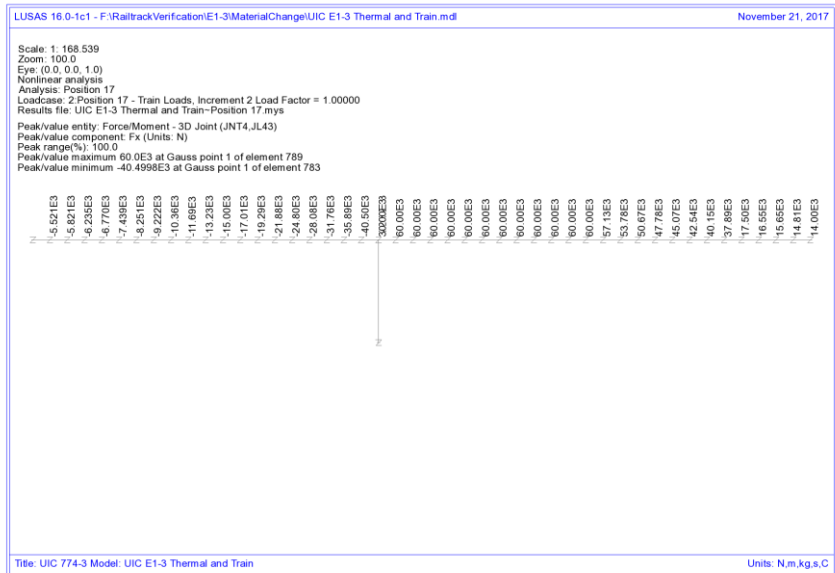 LUSAS 16.0-1c1 - F:\RailtrackVerification\E1-3\MaterialChange\UIC E1-3 Thermal and Train.mdl
November 21, 2017
Scale: 1: 168.539
Zoom: 100.0
Eye: (0.0, 0.0, 1.0)
Nonlinear analysis
Analysis: Position 17
Loadcase: 2:Position 17 - Train Loads, Increment 2 Load Factor = 1.00000
Results file: UIC E1-3 Thermal and Train~Position 17.mys
Peak/value entity: Force/Moment - 3D Joint (JNT4,JL43)
Peak/value component: Fx (Units: N)
Peak range(%): 100.0
Peak/value maximum 60.0E3 at Gauss point 1 of element 789
Peak/value minimum -40.4998E3 at Gauss point 1 of element 783
-5.521E3
-5.821E3
-6.235E3
-6.770E3
-7.439E3
-8.251E3
-9.222E3
-10.36E3
-11.69E3
-13.23E3
-15.00E3
-17.01E3
-19.29E3
-21.88E3
-24.80E3
-28.08E3
-31.76E3
-35.89E3
-40.50E3
60.00E3
60.00E3
60.00E3
60.00E3
60.00E3
60.00E3
60.00E3
60.00E3
60.00E3
60.00E3
60.00E3
60.00E3
57.13E3
53.78E3
50.67E3
47.78E3
45.07E3
42.54E3
40.15E3
37.89E3
17.50E3
16.55E3
15.65E3
14.81E3
14.00E3
Title: UIC 774-3 Model: UIC E1-3 Thermal and Train
Units: N,m,kg,s,C